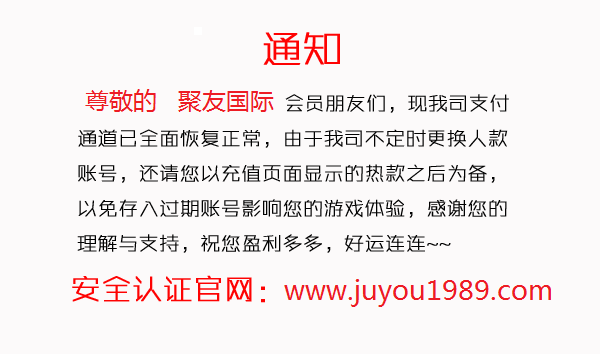 通知
尊敬的 聚友国际 会员朋友们，现我司支付
通道已全面恢复正常，由于我司不定时更换入款
账号，还请您以充值页面显示的热款之后为备，
以免存入过期账号影响您的游戏体验，感谢您的
理解与支持，祝您盈利多多，好运连连~~
安全认证官网：www.juyou1989.com